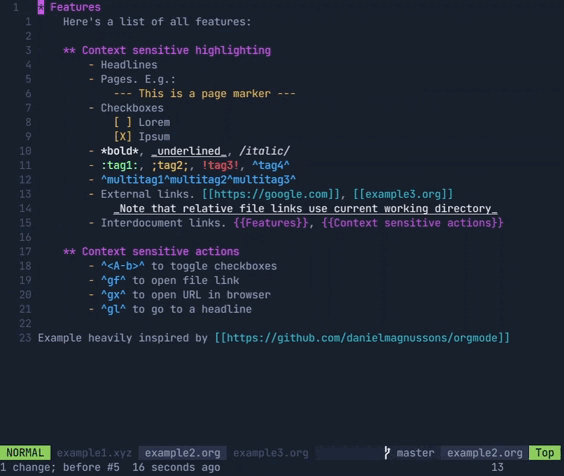 1 * Features
1 Here's a list of all features:
2
3 ** Context sensitive highlighting
4 - Headlines
5 - Pages. E.g.:
6 --- This is a page marker ---
7 - Checkboxes
8 [ ] Lorem
9 [X] Ipsum
10 - *bold*, _underlined_, /italic/
11 - :tag1:, ;tag2;, !tag3!, ^tag4^
12 - ^multitag1^multitag2^multitag3^
13 - External links. [[https://google.com]], [[example3.org]]
14 _Note that relative file links use current working directory_
15 - Interdocument links. {{Features}}, {{Context sensitive actions}}
16
17 ** Context sensitive actions
18 - ^<A-b>^ to toggle checkboxes
19 - ^gf^ to open file link
20 - ^gx^ to open URL in browser
21 - ^gl^ to go to a headline
22
23 Example heavily inspired by [[https://github.com/danielmagnussons/orgmode]]
NORMAL example1.xyz example2.org example3.org master example2.org Top
1 change; before #5 16 seconds ago 13